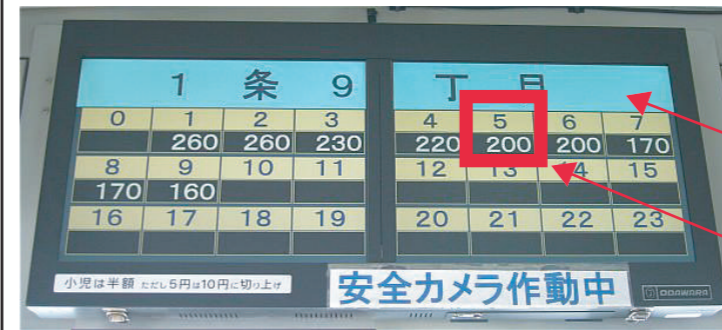 1 条 9 丁 目
0 1 2 3 4 5 6 7
260 260 230 220 200 200 170
8 9 10 11 12 13 14 15
170 160
16 17 18 19 20 21 22 23
小児は半額 ただし5円は10円に切り上げ
安全カメラ作動中
ODAWARA